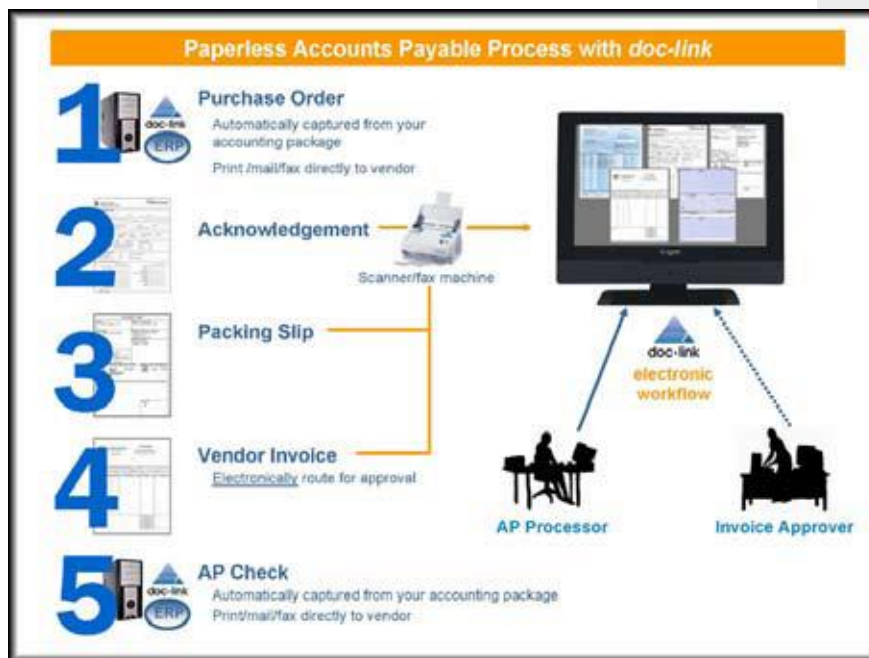 Paperless Accounts Payable Process with doc-link
1
doc-link
ERP
Purchase Order
Automatically captured from your
accounting package
Print /mail/fax directly to vendor
2
Acknowledgement
Scanner/fax machine
3
Packing Slip
4
Vendor Invoice
Electronically route for approval
5
doc-link
ERP
AP Check
Automatically captured from your accounting package
Print/mail/fax directly to vendor
doc-link
electronic
workflow
AP Processor
Invoice Approver